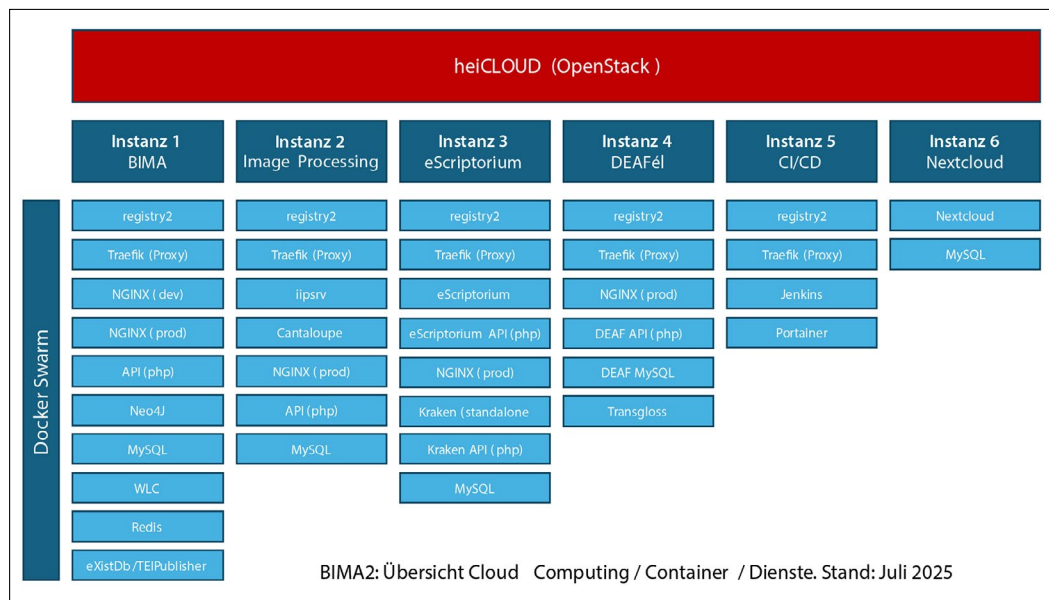 heiCLOUD (OpenStack )
Instanz 1
BIMA
Instanz 2
Image Processing
Instanz 3
eScriptorium
Instanz 4
DEAFél
Instanz 5
CI/CD
Instanz 6
Nextcloud
Docker Swarm
registry2
Traefik (Proxy)
NGINX ( dev)
NGINX ( prod)
API (php)
Neo4J
MySQL
WLC
Redis
eXistDb /TEIPublisher
registry2
Traefik (Proxy)
iipsrv
Cantaloupe
NGINX ( prod)
API (php)
MySQL
registry2
Traefik (Proxy)
eScriptorium
eScriptorium API (php)
NGINX ( prod)
Kraken (standalone
Kraken API ( php)
MySQL
registry2
Traefik (Proxy)
NGINX ( prod)
DEAF API ( php)
DEAF MySQL
Transgloss
registry2
Traefik (Proxy)
Jenkins
Portainer
Nextcloud
MySQL
BIMA2: Übersicht Cloud Computing / Container / Dienste. Stand: Juli 2025